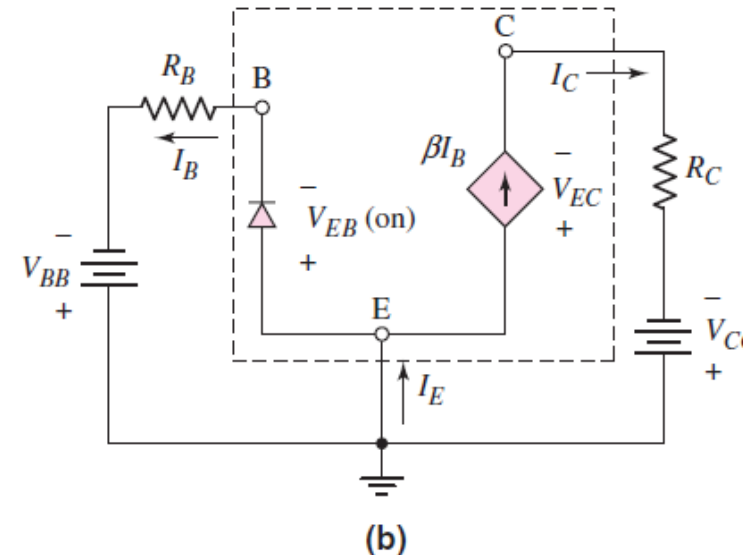 C
R_B
B
I_C
I_B
βI_B
−
V_EC
+
R_C
−
V_EB (on)
+
−
V_BB
+
E
−
+
I_E
(b)